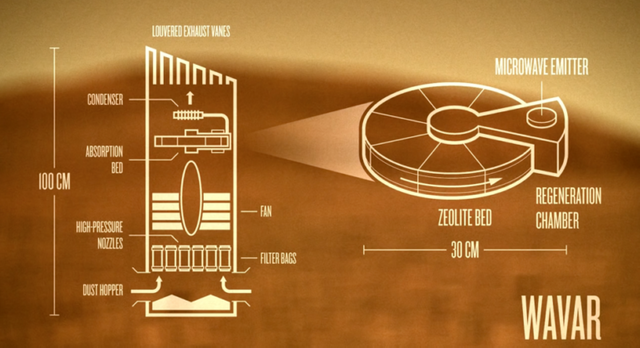 LOUVERED EXHAUST VANES
CONDENSER
ABSORPTION
BED
100 CM
HIGH-PRESSURE
NOZZLES
FAN
FILTER BAGS
DUST HOPPER
MICROWAVE EMITTER
REGENERATION
CHAMBER
ZEOLITE BED
30 CM
WAVAR